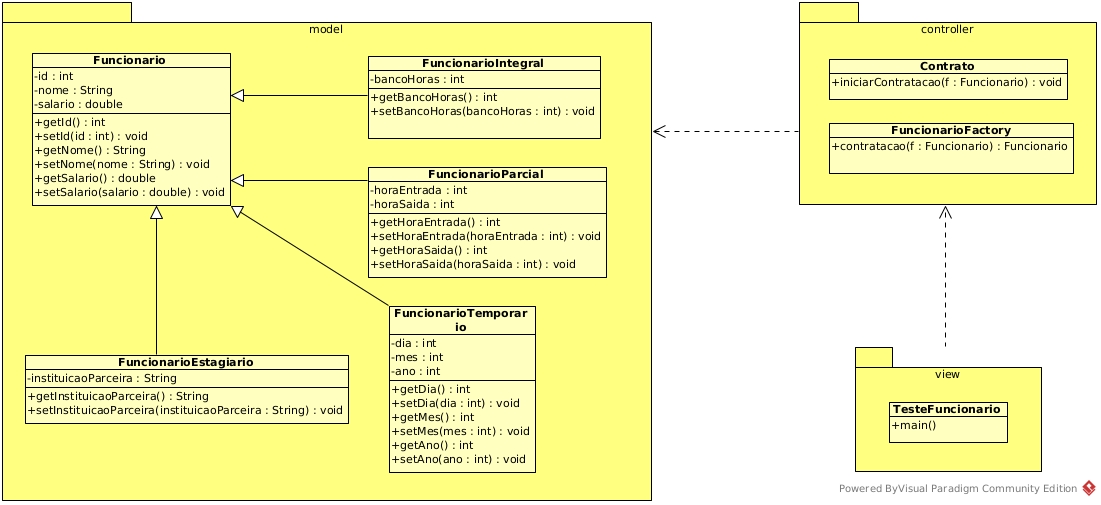 model
Funcionario
-id : int
-nome : String
-salario : double
+getId() : int
+setId(id : int) : void
+getNome() : String
+setNome(nome : String) : void
+getSalario() : double
+setSalario(salario : double) : void
FuncionarioIntegral
-bancoHoras : int
+getBancoHoras() : int
+setBancoHoras(bancoHoras : int) : void
FuncionarioParcial
-horaEntrada : int
-horaSaida : int
+getHoraEntrada() : int
+setHoraEntrada(horaEntrada : int) : void
+getHoraSaida() : int
+setHoraSaida(horaSaida : int) : void
FuncionarioTemporar
io
-dia : int
-mes : int
-ano : int
+getDia() : int
+setDia(dia : int) : void
+getMes() : int
+setMes(mes : int) : void
+getAno() : int
+setAno(ano : int) : void
FuncionarioEstagiario
-instituicaoParceira : String
+getInstituicaoParceira() : String
+setInstituicaoParceira(instituicaoParceira : String) : void
controller
Contrato
+iniciarContratacao(f : Funcionario) : void
FuncionarioFactory
+contratacao(f : Funcionario) : Funcionario
view
TesteFuncionario
+main()
Powered ByVisual Paradigm Community Edition